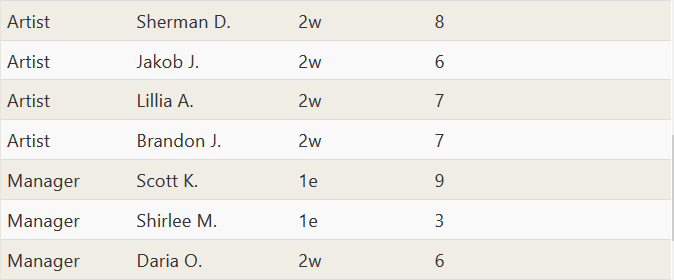 Artist Sherman D. 2w 8
Artist Jakob J. 2w 6
Artist Lillia A. 2w 7
Artist Brandon J. 2w 7
Manager Scott K. 1e 9
Manager Shirlee M. 1e 3
Manager Daria O. 2w 6